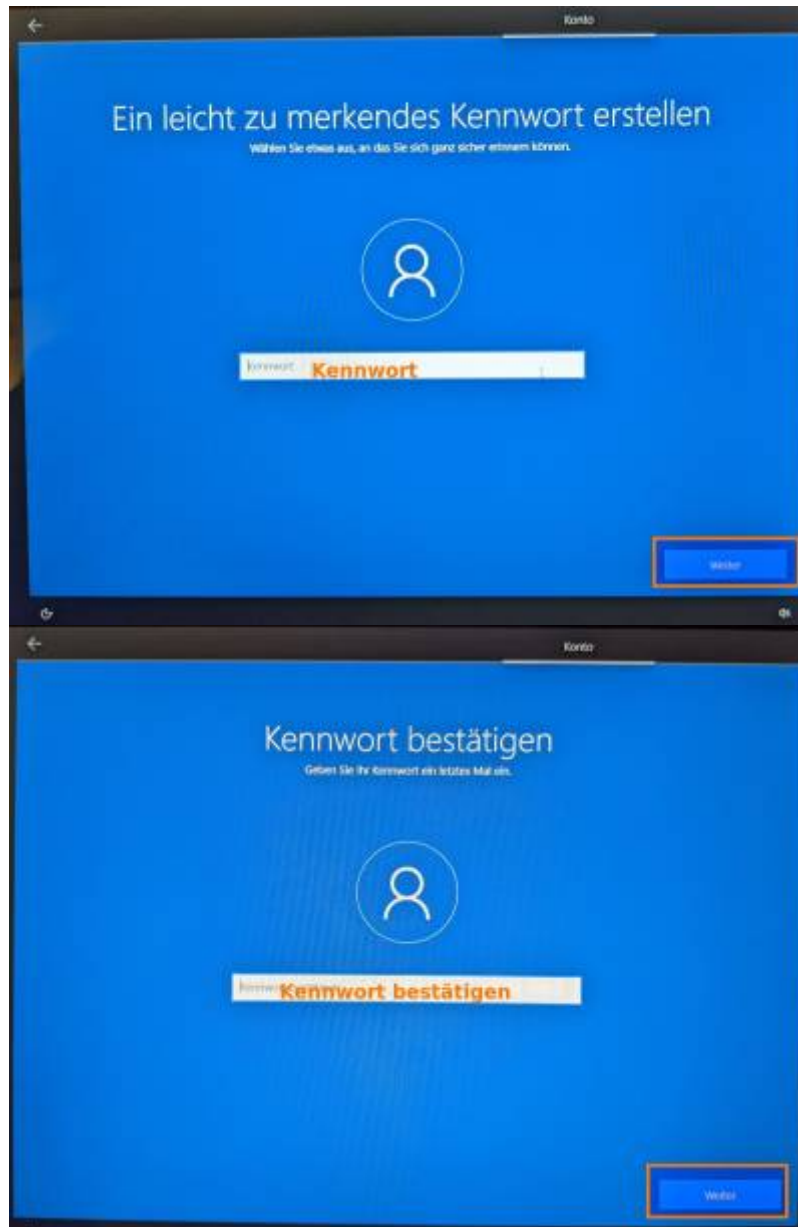 Konto
Ein leicht zu merkendes Kennwort erstellen
Wählen Sie etwas aus, an das Sie sich ganz sicher erinnern können.
Kennwort Kennwort
Weiter
Konto
Kennwort bestätigen
Geben Sie Ihr Kennwort ein letztes Mal ein.
Kennwort bestätigen
Weiter